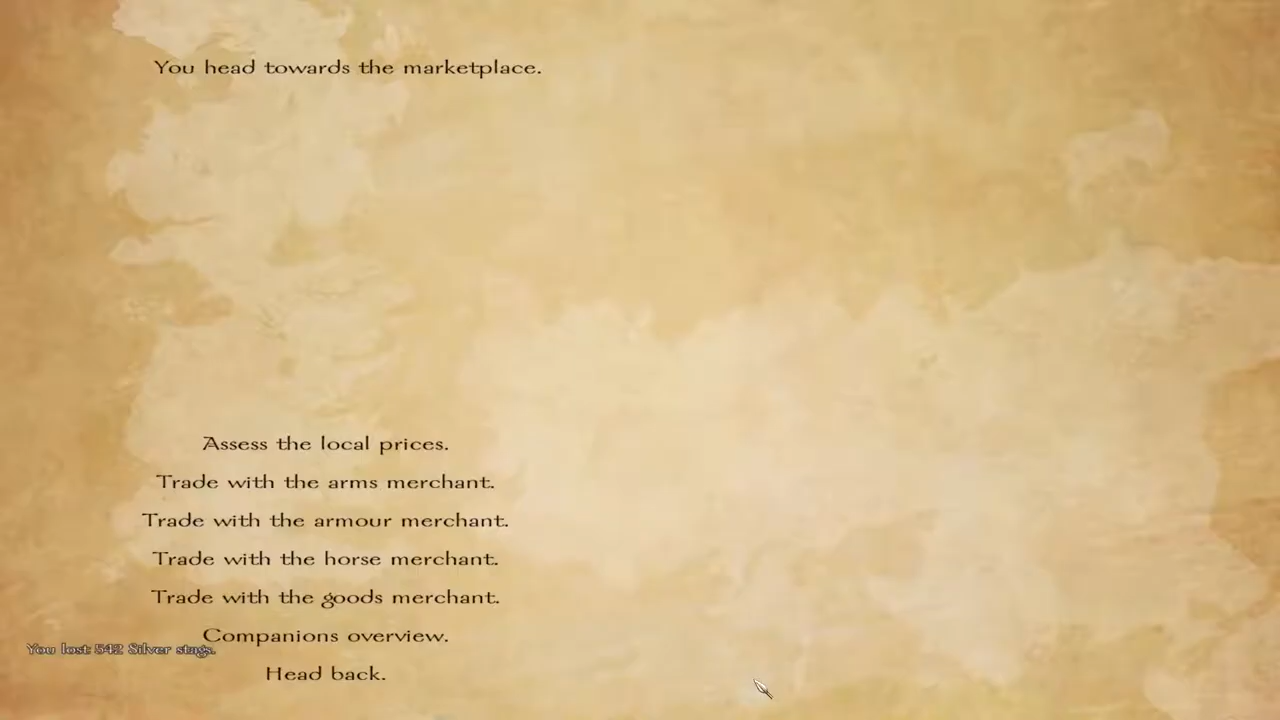 You head towards the marketplace.
Assess the local prices.
Trade with the arms merchant.
Trade with the armour merchant.
Trade with the horse merchant.
Trade with the goods merchant.
Companions overview.
You lost 542 Silver stags.
Head back.